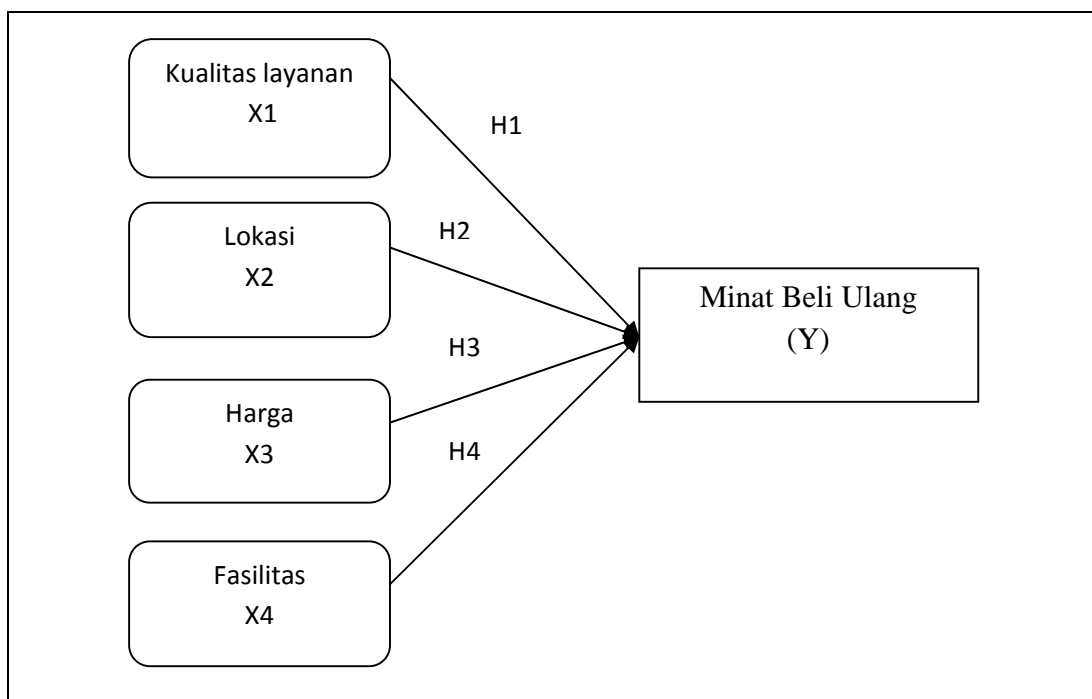 Kualitas layanan
X1
H1
Lokasi
X2
H2
Minat Beli Ulang
(Y)
H3
Harga
X3
H4
Fasilitas
X4